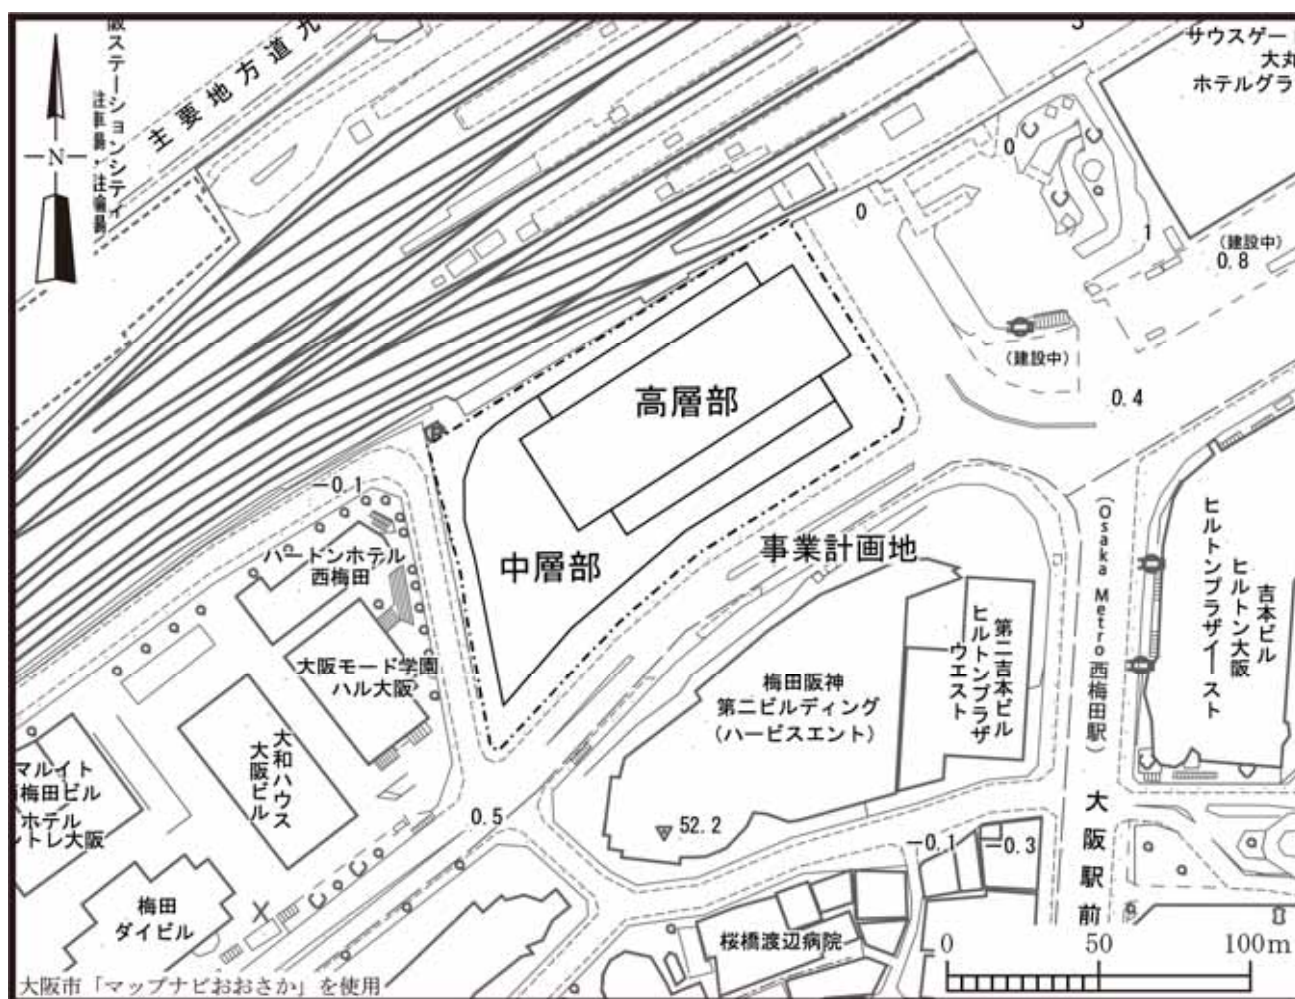 阪ステーションシティ
駐車場・駐輪場
主要地方道九
サウスゲート
大丸
ホテルグラ
N
0
0
1
(建設中)
0.8
(建設中)
0.4
高層部
中層部
事業計画地
-0.1
ハートンホテル
西梅田
大阪モード学園
ハル大阪
大和ハウス
大阪ビル
マルイト
梅田ビル
ホテル
ントレ大阪
梅田
ダイビル
0.5
梅田阪神
第二ビルディング
(ハービスエント)
52.2
第二吉本ビル
ヒルトンプラザ
ウエスト
(Osaka Metro 西梅田駅)
吉本ビル
ヒルトン大阪
ヒルトンプラザイースト
大阪駅前
-0.1
-0.3
桜橋渡辺病院
0 50 100m
大阪市「マップナビおおさか」を使用